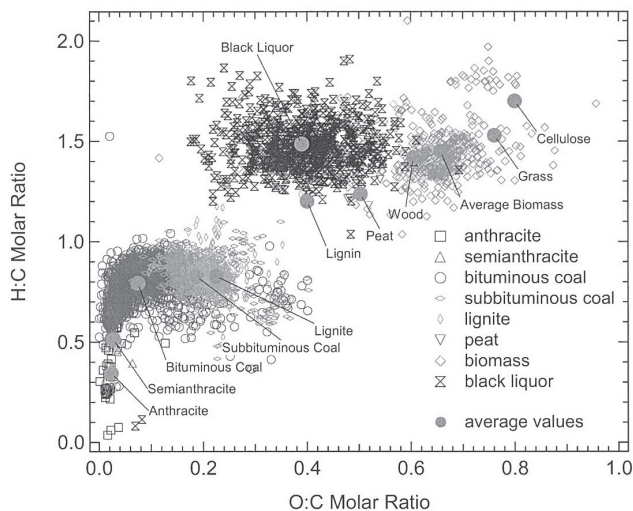 2.0
1.5
1.0
0.5
0.0
H:C Molar Ratio
Black Liquor
Cellulose
Grass
Average Biomass
Wood
Peat
Lignin
Lignite
Subbituminous Coal
Bituminous Coal
Semianthracite
Anthracite
anthracite
semianthracite
bituminous coal
subbituminous coal
lignite
peat
biomass
black liquor
average values
0.0 0.2 0.4 0.6 0.8 1.0
O:C Molar Ratio